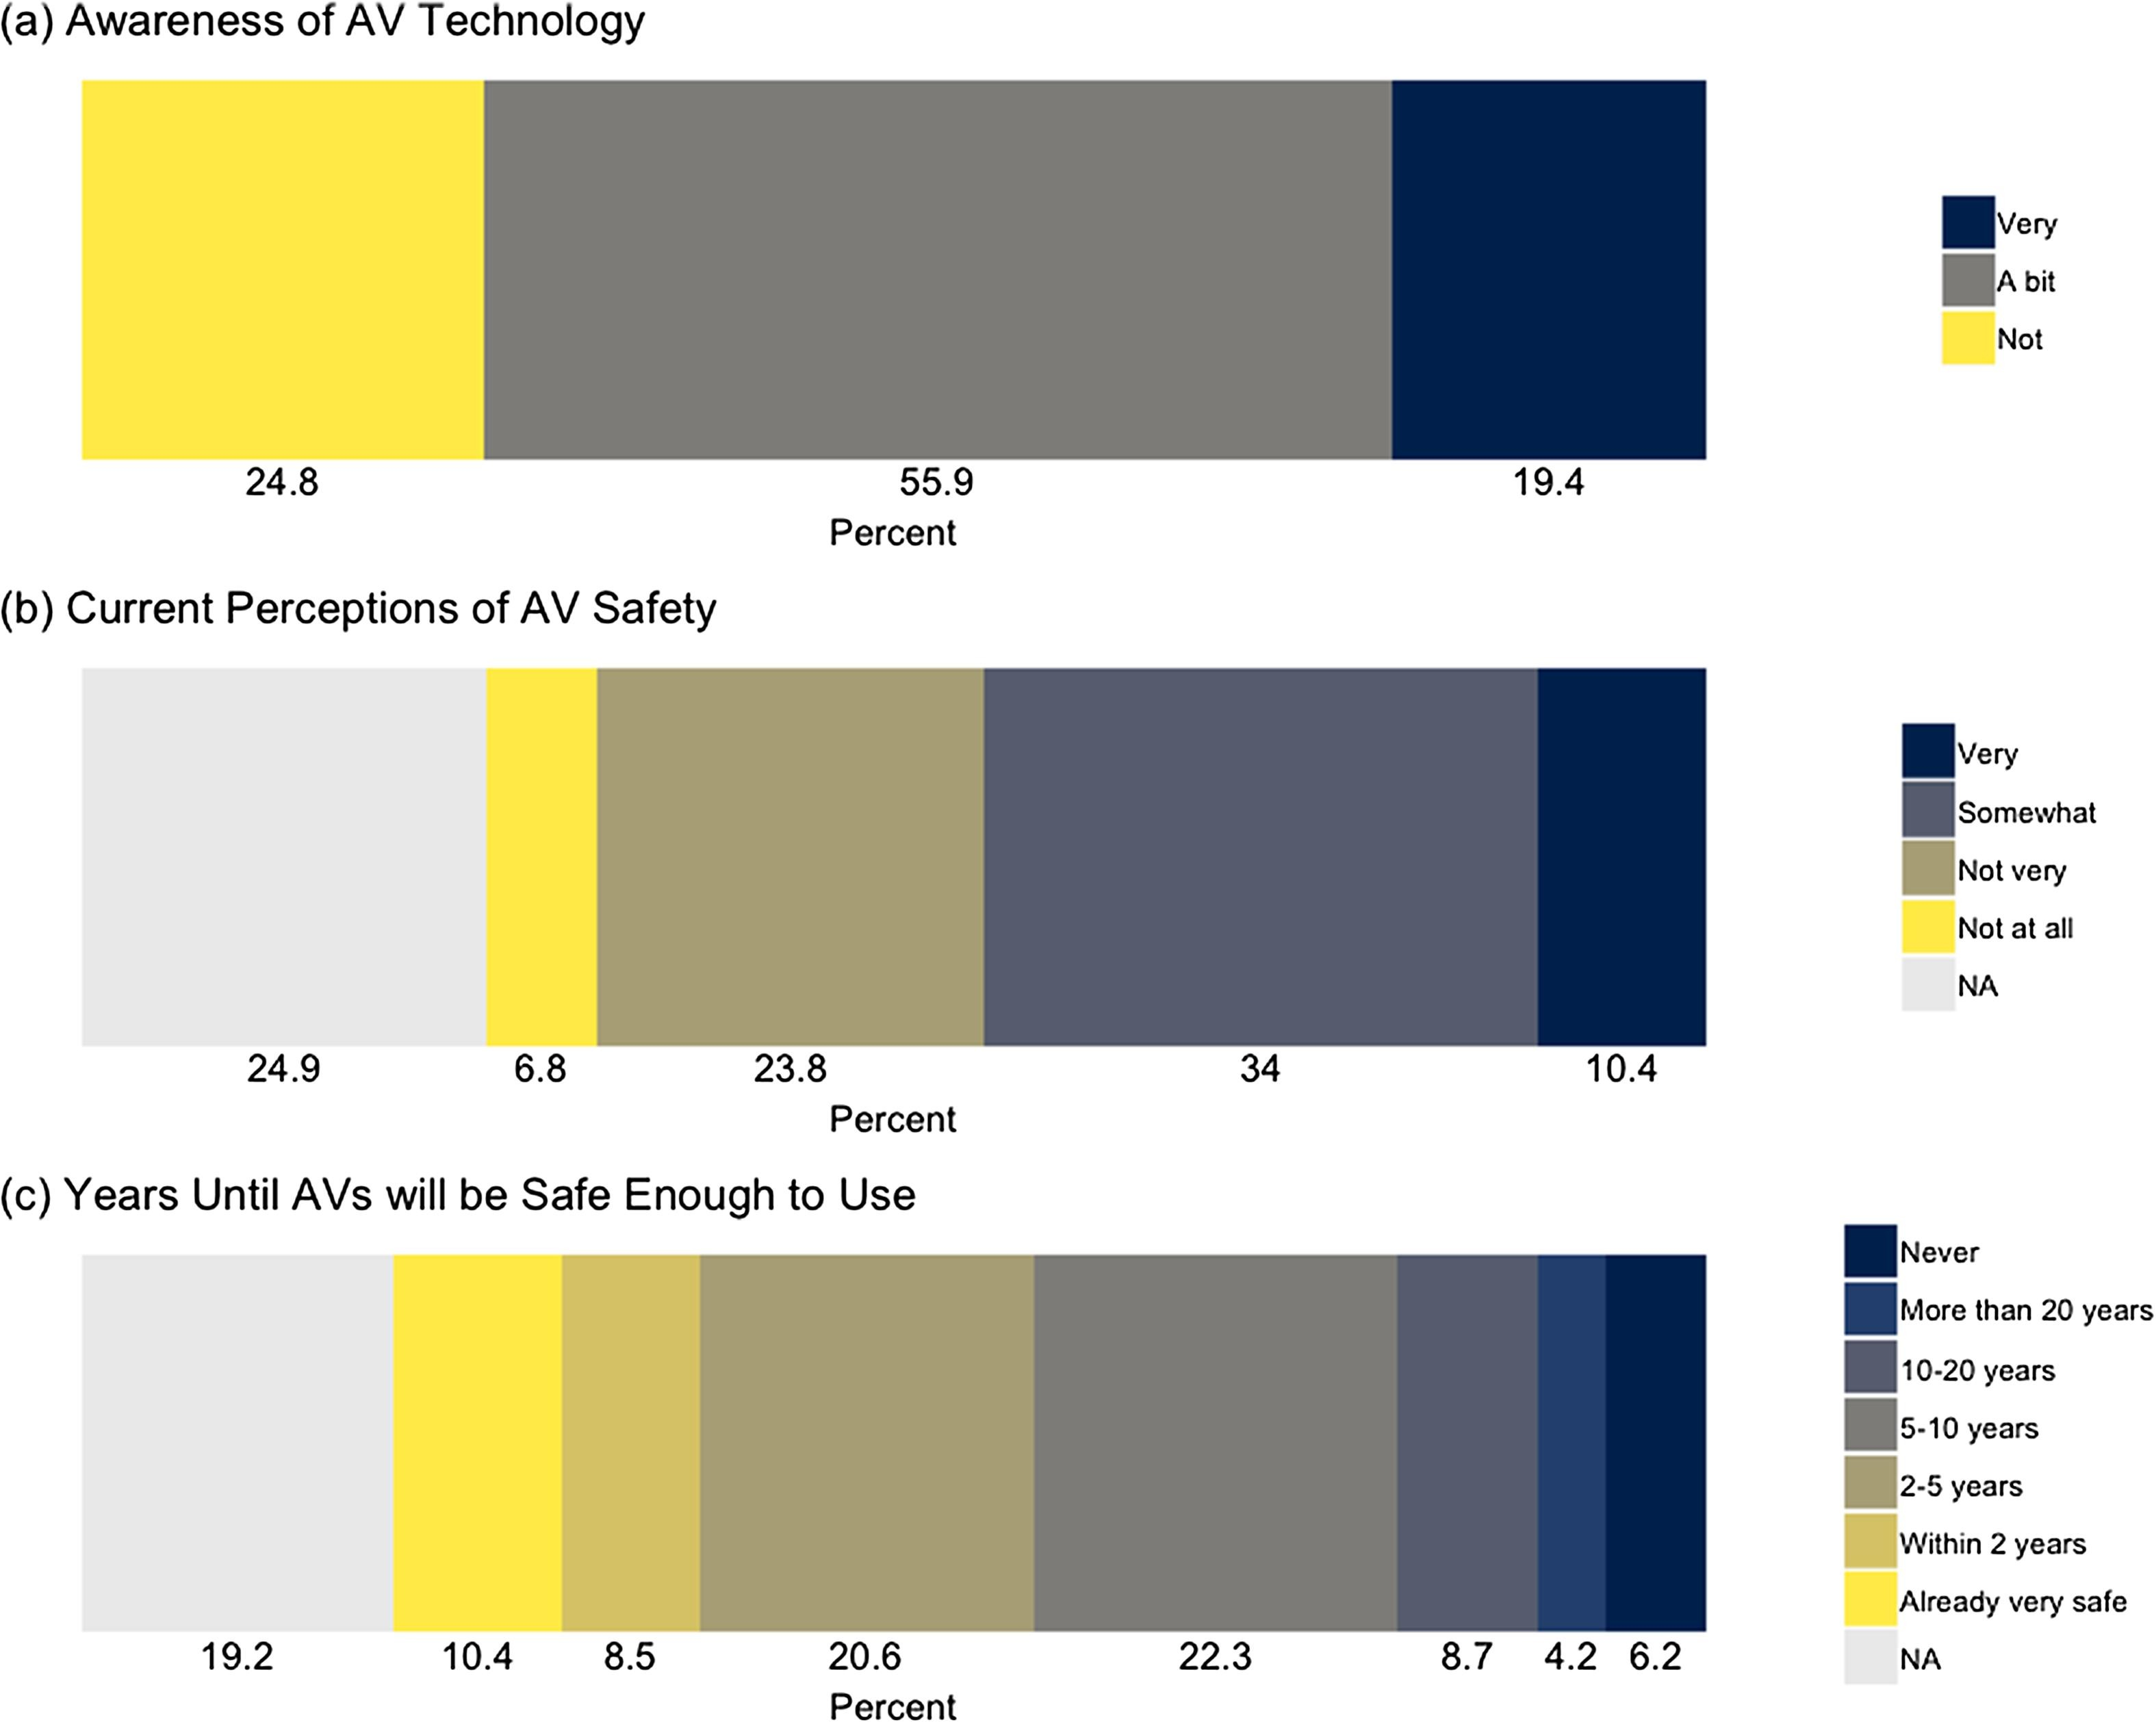 (a) Awareness of AV Technology
Very
A bit
Not
24.8 55.9 19.4
Percent
(b) Current Perceptions of AV Safety
Very
Somewhat
Not very
Not at all
NA
24.9 6.8 23.8 34 10.4
Percent
(c) Years Until AVs will be Safe Enough to Use
Never
More than 20 years
10-20 years
5-10 years
2-5 years
Within 2 years
Already very safe
NA
19.2 10.4 8.5 20.6 22.3 8.7 4.2 6.2
Percent